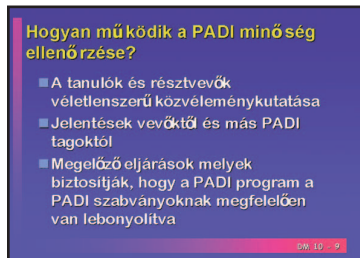 Hogyan működik a PADI minőség
ellenőrzése?
A tanulók és résztvevők
véletlenszerű közvéleménykutatása
Jelentések vevőktől és más PADI
tagoktól
Megelőző eljárások melyek
biztosítják, hogy a PADI program a
PADI szabványoknak megfelelően
van lebonyolítva
DM 10 - 9